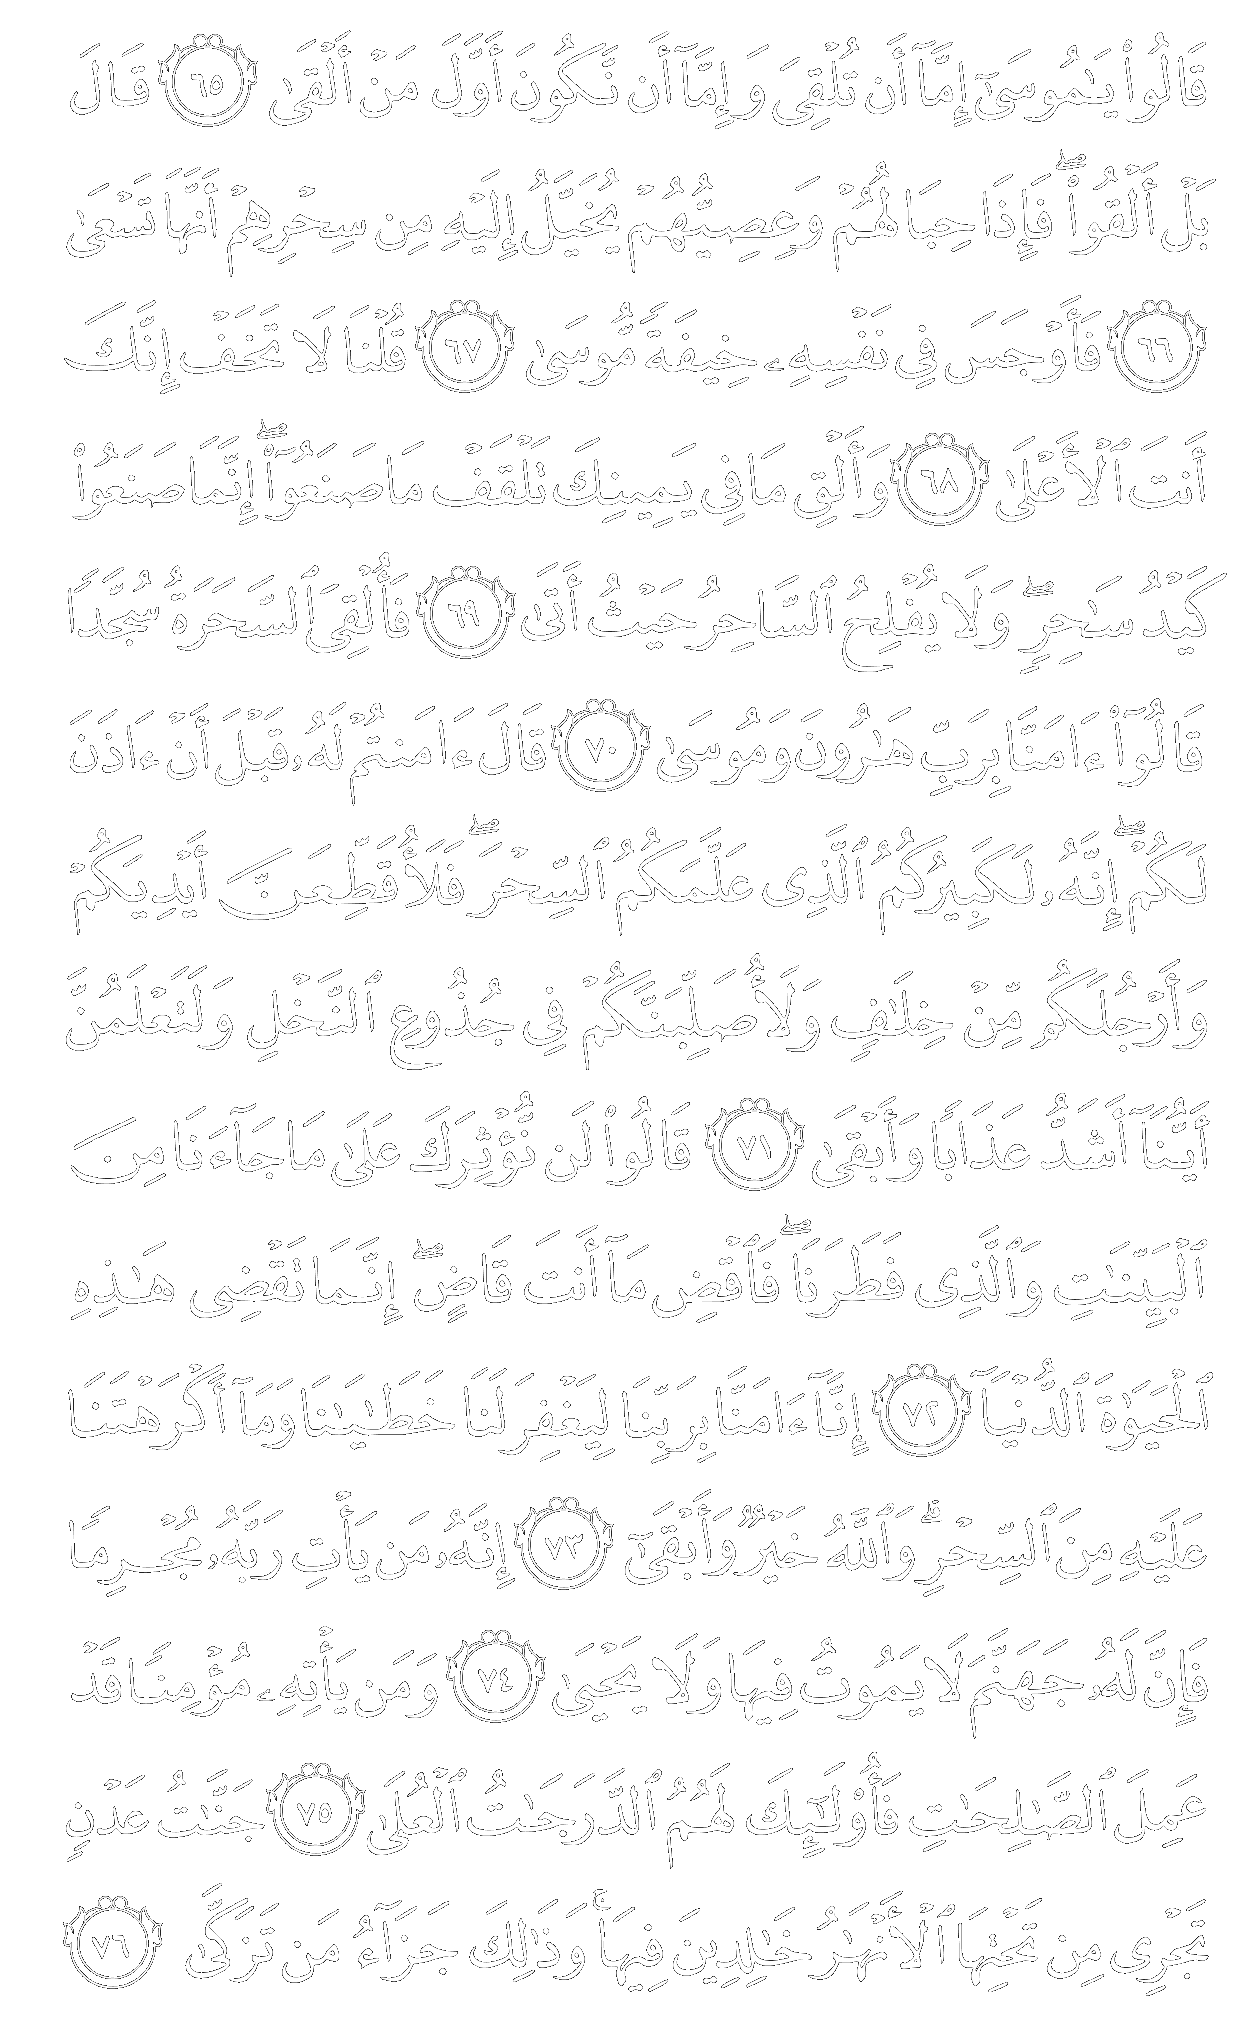 قَالُوا۟ يَـٰمُوسَىٰٓ إِمَّآ أَن تُلْقِىَ وَإِمَّآ أَن نَّكُونَ أَوَّلَ مَنْ أَلْقَىٰ ٦٥ قَالَ
بَلْ أَلْقُوا۟ ۖ فَإِذَا حِبَالُهُمْ وَعِصِيُّهُمْ يُخَيَّلُ إِلَيْهِ مِن سِحْرِهِمْ أَنَّهَا تَسْعَىٰ
٦٦ فَأَوْجَسَ فِى نَفْسِهِۦ خِيفَةً مُّوسَىٰ ٦٧ قُلْنَا لَا تَخَفْ إِنَّكَ
أَنتَ ٱلْأَعْلَىٰ ٦٨ وَأَلْقِ مَا فِى يَمِينِكَ تَلْقَفْ مَا صَنَعُوٓا۟ ۖ إِنَّمَا صَنَعُوا۟
كَيْدُ سَـٰحِرٍ ۖ وَلَا يُفْلِحُ ٱلسَّاحِرُ حَيْثُ أَتَىٰ ٦٩ فَأُلْقِىَ ٱلسَّحَرَةُ سُجَّدًا
قَالُوٓا۟ ءَامَنَّا بِرَبِّ هَـٰرُونَ وَمُوسَىٰ ٧٠ قَالَ ءَامَنتُمْ لَهُۥ قَبْلَ أَنْ ءَاذَنَ
لَكُمْ ۖ إِنَّهُۥ لَكَبِيرُكُمُ ٱلَّذِى عَلَّمَكُمُ ٱلسِّحْرَ ۖ فَلَأُقَطِّعَنَّ أَيْدِيَكُمْ
وَأَرْجُلَكُم مِّنْ خِلَـٰفٍ وَلَأُصَلِّبَنَّكُمْ فِى جُذُوعِ ٱلنَّخْلِ وَلَتَعْلَمُنَّ
أَيُّنَآ أَشَدُّ عَذَابًا وَأَبْقَىٰ ٧١ قَالُوا۟ لَن نُّؤْثِرَكَ عَلَىٰ مَا جَآءَنَا مِنَ
ٱلْبَيِّنَـٰتِ وَٱلَّذِى فَطَرَنَا ۖ فَٱقْضِ مَآ أَنتَ قَاضٍ ۖ إِنَّمَا تَقْضِى هَـٰذِهِ
ٱلْحَيَوٰةَ ٱلدُّنْيَآ ٧٢ إِنَّآ ءَامَنَّا بِرَبِّنَا لِيَغْفِرَ لَنَا خَطَـٰيَـٰنَا وَمَآ أَكْرَهْتَنَا
عَلَيْهِ مِنَ ٱلسِّحْرِ ۗ وَٱللَّهُ خَيْرٌ وَأَبْقَىٰٓ ٧٣ إِنَّهُۥ مَن يَأْتِ رَبَّهُۥ مُجْرِمًا
فَإِنَّ لَهُۥ جَهَنَّمَ لَا يَمُوتُ فِيهَا وَلَا يَحْيَىٰ ٧٤ وَمَن يَأْتِهِۦ مُؤْمِنًا قَدْ
عَمِلَ ٱلصَّـٰلِحَـٰتِ فَأُو۟لَـٰٓئِكَ لَهُمُ ٱلدَّرَجَـٰتُ ٱلْعُلَىٰ ٧٥ جَنَّـٰتُ عَدْنٍ
تَجْرِى مِن تَحْتِهَا ٱلْأَنْهَـٰرُ خَـٰلِدِينَ فِيهَا ۚ وَذَٰلِكَ جَزَآءُ مَن تَزَكَّىٰ ٧٦